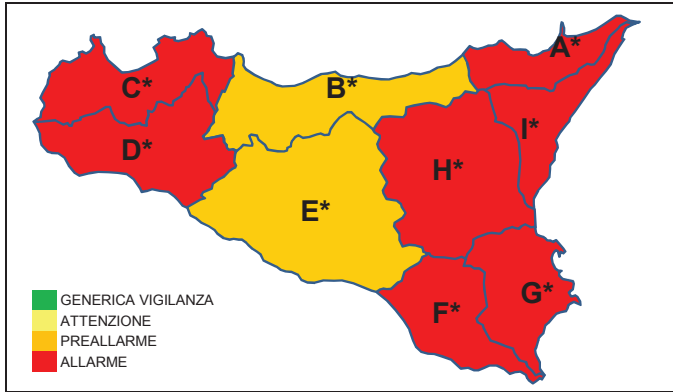 A*
C*
B*
I*
D*
H*
E*
G*
F*
GENERICA VIGILANZA
ATTENZIONE
PREALLARME
ALLARME